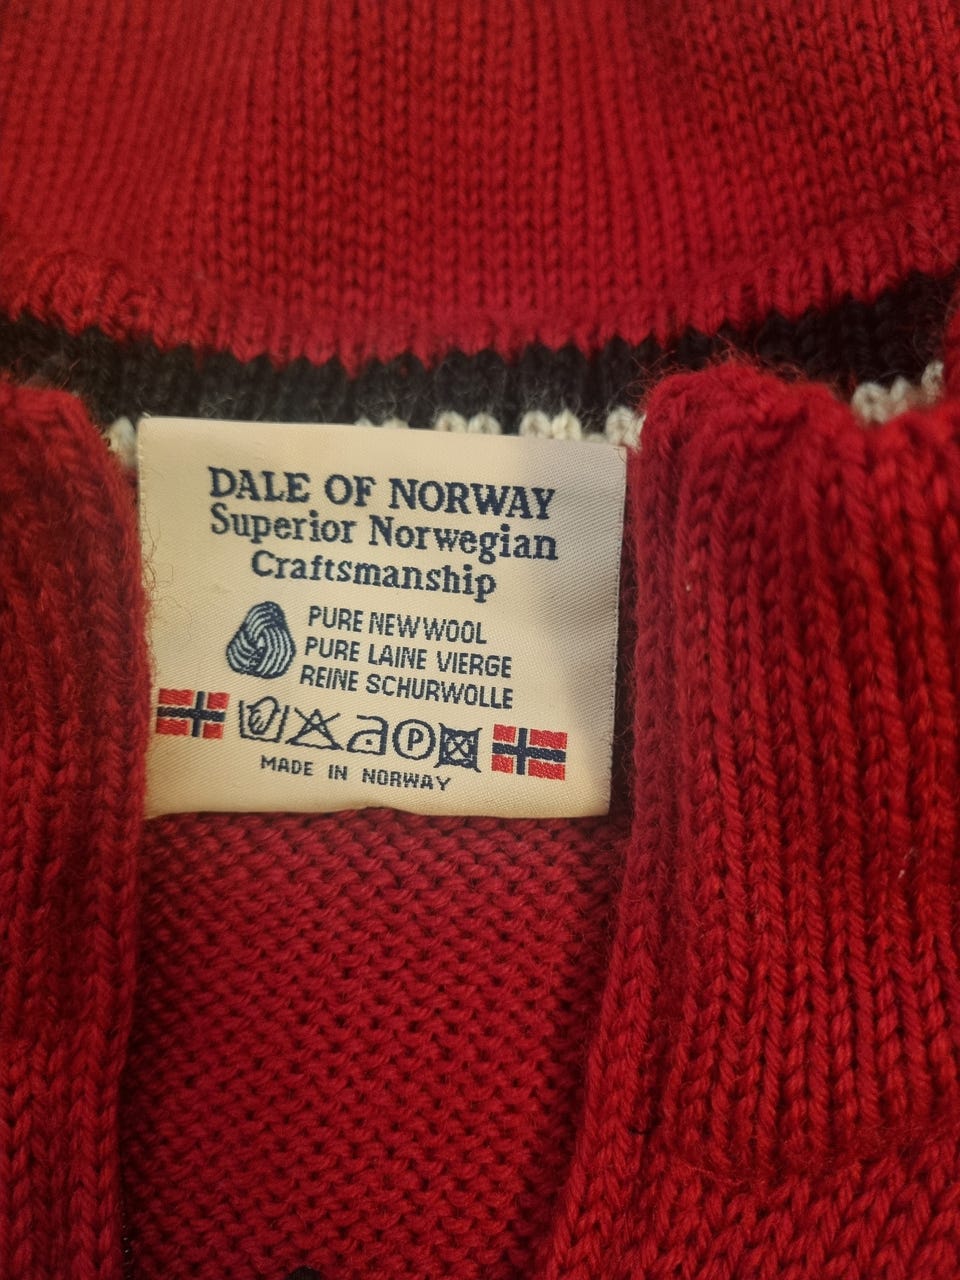 DALE OF NORWAY
Superior Norwegian
Craftsmanship
PURE NEW WOOL
PURE LAINE VIERGE
REINE SCHURWOLLE
P
MADE IN NORWAY